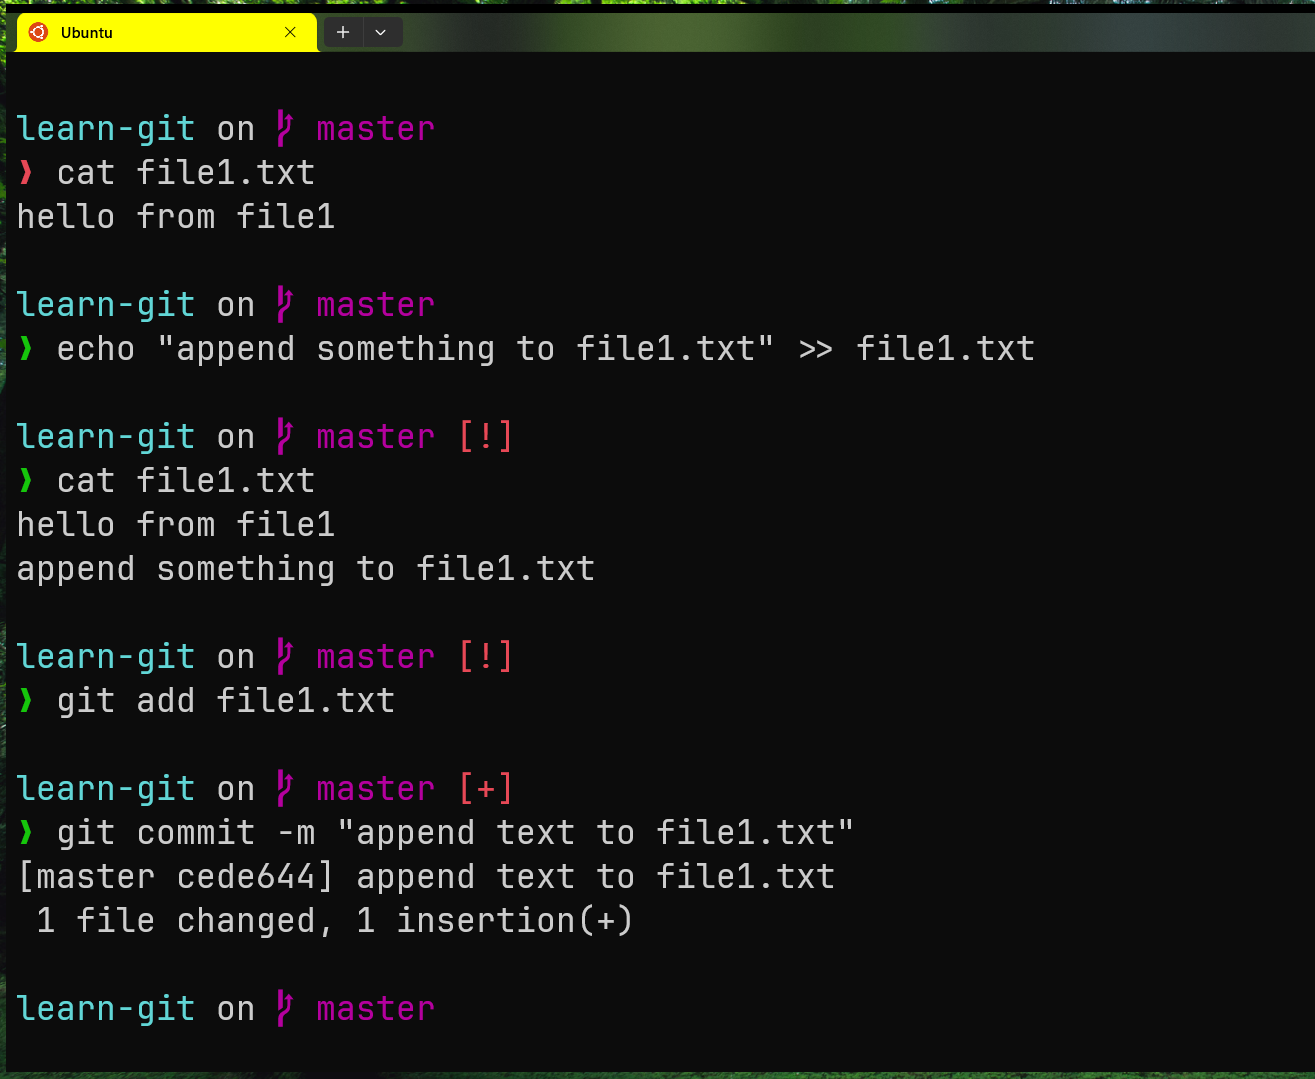 Ubuntu
learn-git on master
❯ cat file1.txt
hello from file1
learn-git on master
❯ echo "append something to file1.txt" >> file1.txt
learn-git on master [!]
❯ cat file1.txt
hello from file1
append something to file1.txt
learn-git on master [!]
❯ git add file1.txt
learn-git on master [+]
❯ git commit -m "append text to file1.txt"
[master cede644] append text to file1.txt
 1 file changed, 1 insertion(+)
learn-git on master